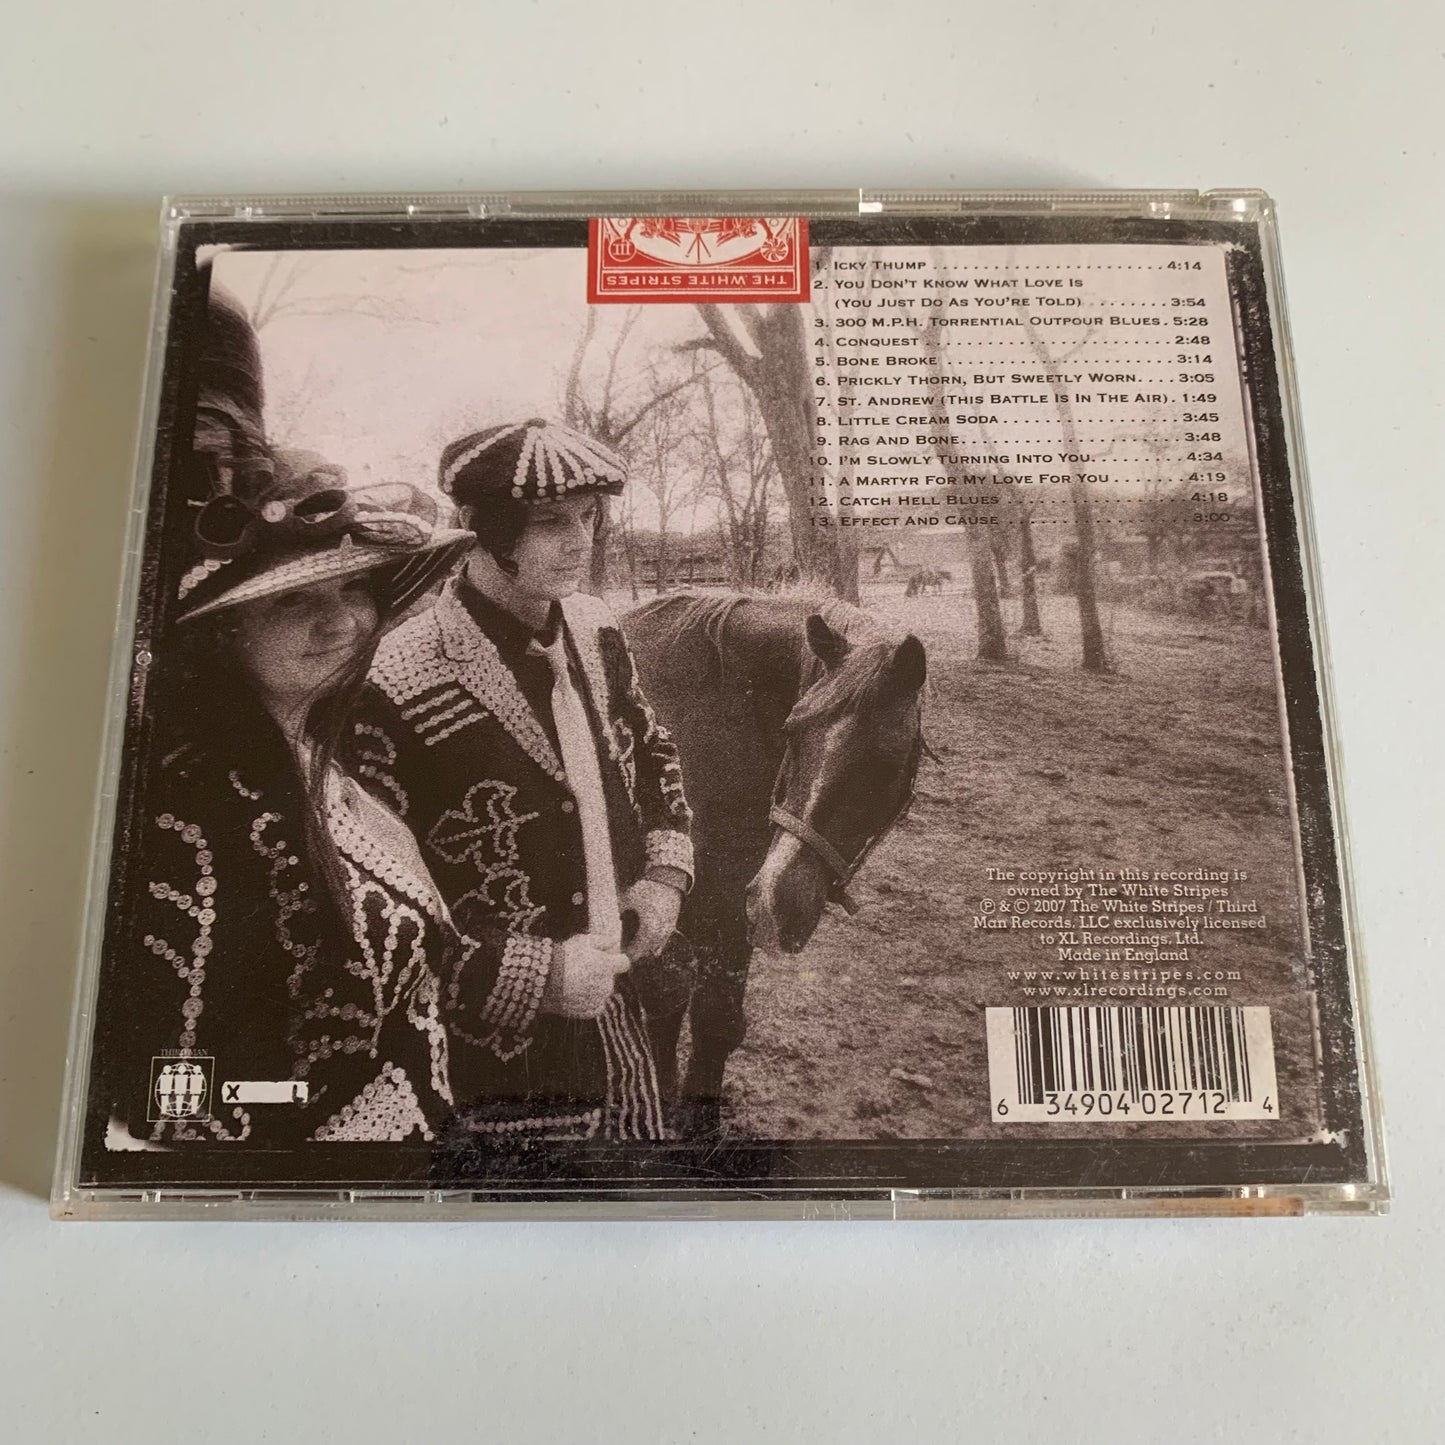 III
THE WHITE STRIPES
1. ICKY THUMP ........................ 4:14
2. YOU DON'T KNOW WHAT LOVE IS
(YOU JUST DO AS YOU'RE TOLD) ........ 3:54
3. 300 M.P.H. TORRENTIAL OUTPOUR BLUES. 5:28
4. CONQUEST ......................... 2:48
5. BONE BROKE ....................... 3:14
6. PRICKLY THORN, BUT SWEETLY WORN.... 3:05
7. ST. ANDREW (THIS BATTLE IS IN THE AIR). 1:49
8. LITTLE CREAM SODA ................. 3:45
9. RAG AND BONE...................... 3:48
10. I'M SLOWLY TURNING INTO YOU......... 4:34
11. A MARTYR FOR MY LOVE FOR YOU ....... 4:19
12. CATCH HELL BLUES .................. 4:18
13. EFFECT AND CAUSE .................. 3:00
The copyright in this recording is
owned by The White Stripes
℗ & © 2007 The White Stripes / Third
Man Records, LLC exclusively licensed
to XL Recordings, Ltd.
Made in England
www.whitestripes.com
www.xlrecordings.com
THIRD MAN
X L
6 34904 02712 4